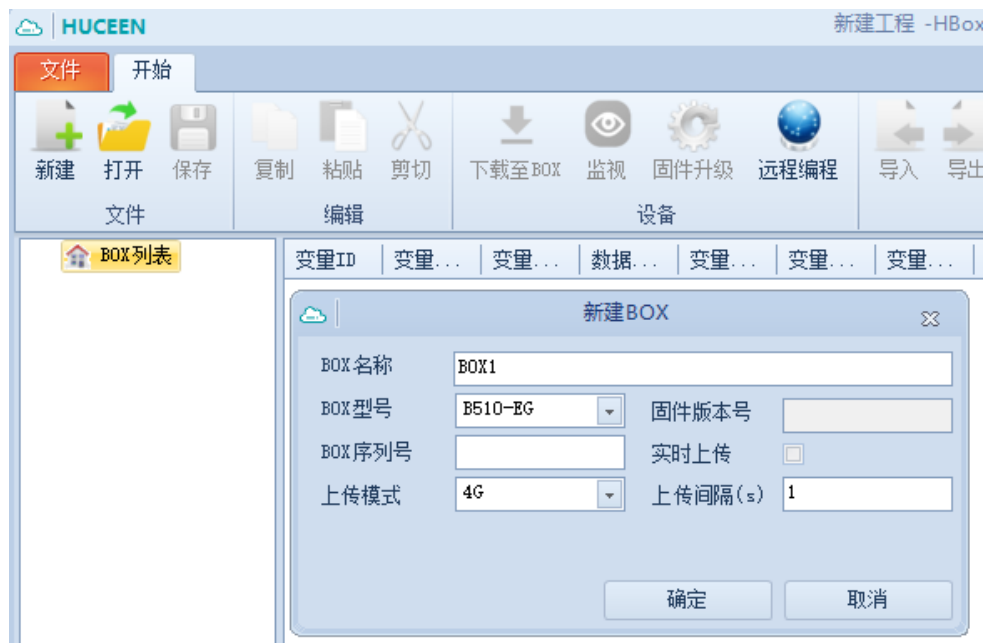 HUCEEN
新建工程 -HBox
文件 开始
新建 打开 保存 复制 粘贴 剪切 下载至BOX 监视 固件升级 远程编程 导入 导出
文件 编辑 设备
BOX列表
变量ID 变量... 变量... 数据... 变量... 变量... 变量...
新建BOX
BOX名称 BOX1
BOX型号 B510-EG 固件版本号
BOX序列号 实时上传
上传模式 4G 上传间隔(s) 1
确定 取消